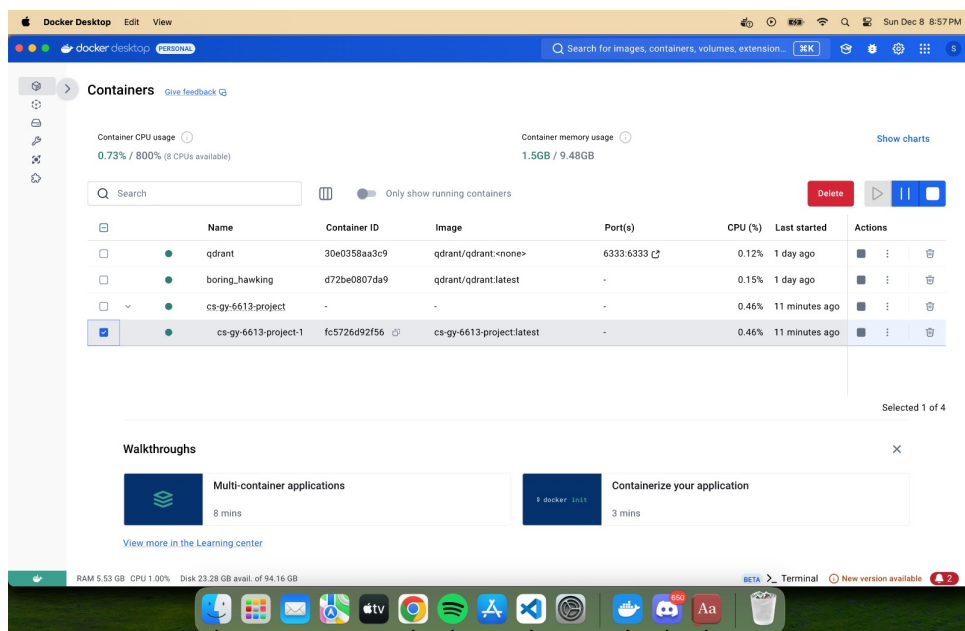 Docker Desktop Edit View Sun Dec 8 8:57 PM
docker desktop PERSONAL Search for images, containers, volumes, extension... ⌘K S
Containers Give feedback
Container CPU usage Container memory usage
0.73% / 800% (8 CPUs available) 1.5GB / 9.48GB Show charts
Search Only show running containers Delete
Name Container ID Image Port(s) CPU (%) Last started Actions
qdrant 30e0358aa3c9 qdrant/qdrant:<none> 6333:6333 0.12% 1 day ago
boring_hawking d72be0807da9 qdrant/qdrant:latest - 0.15% 1 day ago
cs-gy-6613-project - - - 0.46% 11 minutes ago
cs-gy-6613-project-1 fc5726d92f56 cs-gy-6613-project:latest - 0.46% 11 minutes ago
Selected 1 of 4
Walkthroughs
Multi-container applications
8 mins
$ docker init
Containerize your application
3 mins
View more in the Learning center
RAM 5.53 GB CPU 1.00% Disk 23.28 GB avail. of 94.16 GB BETA >_ Terminal New version available 2
tv 650 Aa